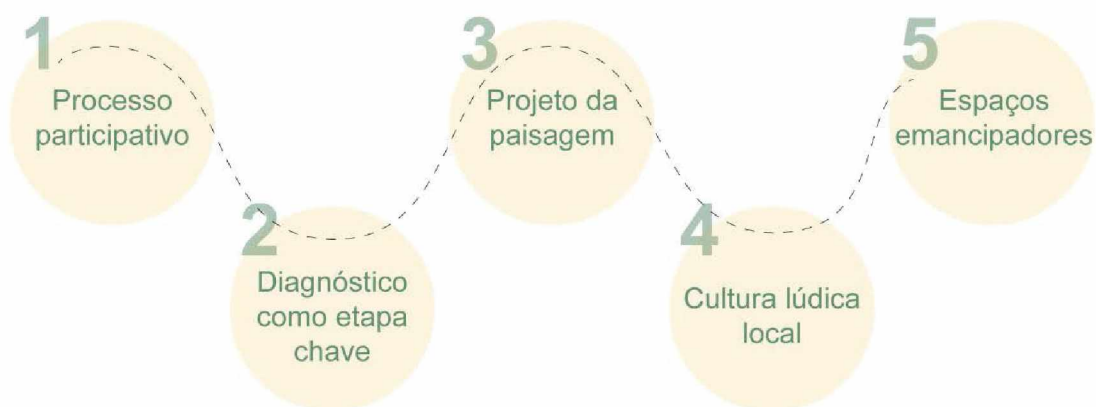 1
Processo
participativo
2
Diagnóstico
como etapa
chave
3
Projeto da
paisagem
4
Cultura lúdica
local
5
Espaços
emancipadores